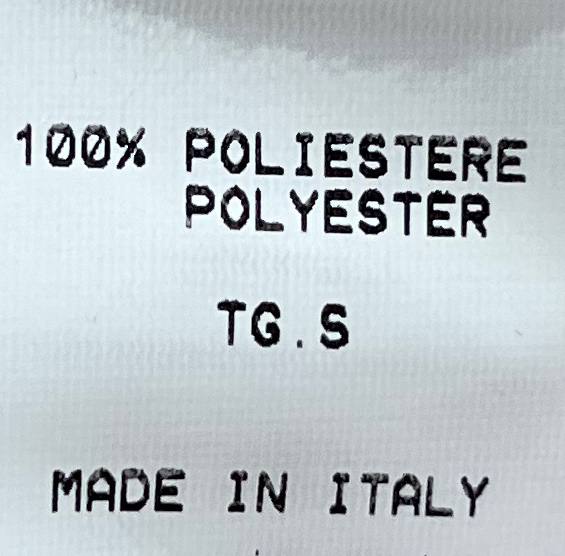 100% POLIESTERE
POLYESTER
TG.S
MADE IN ITALY